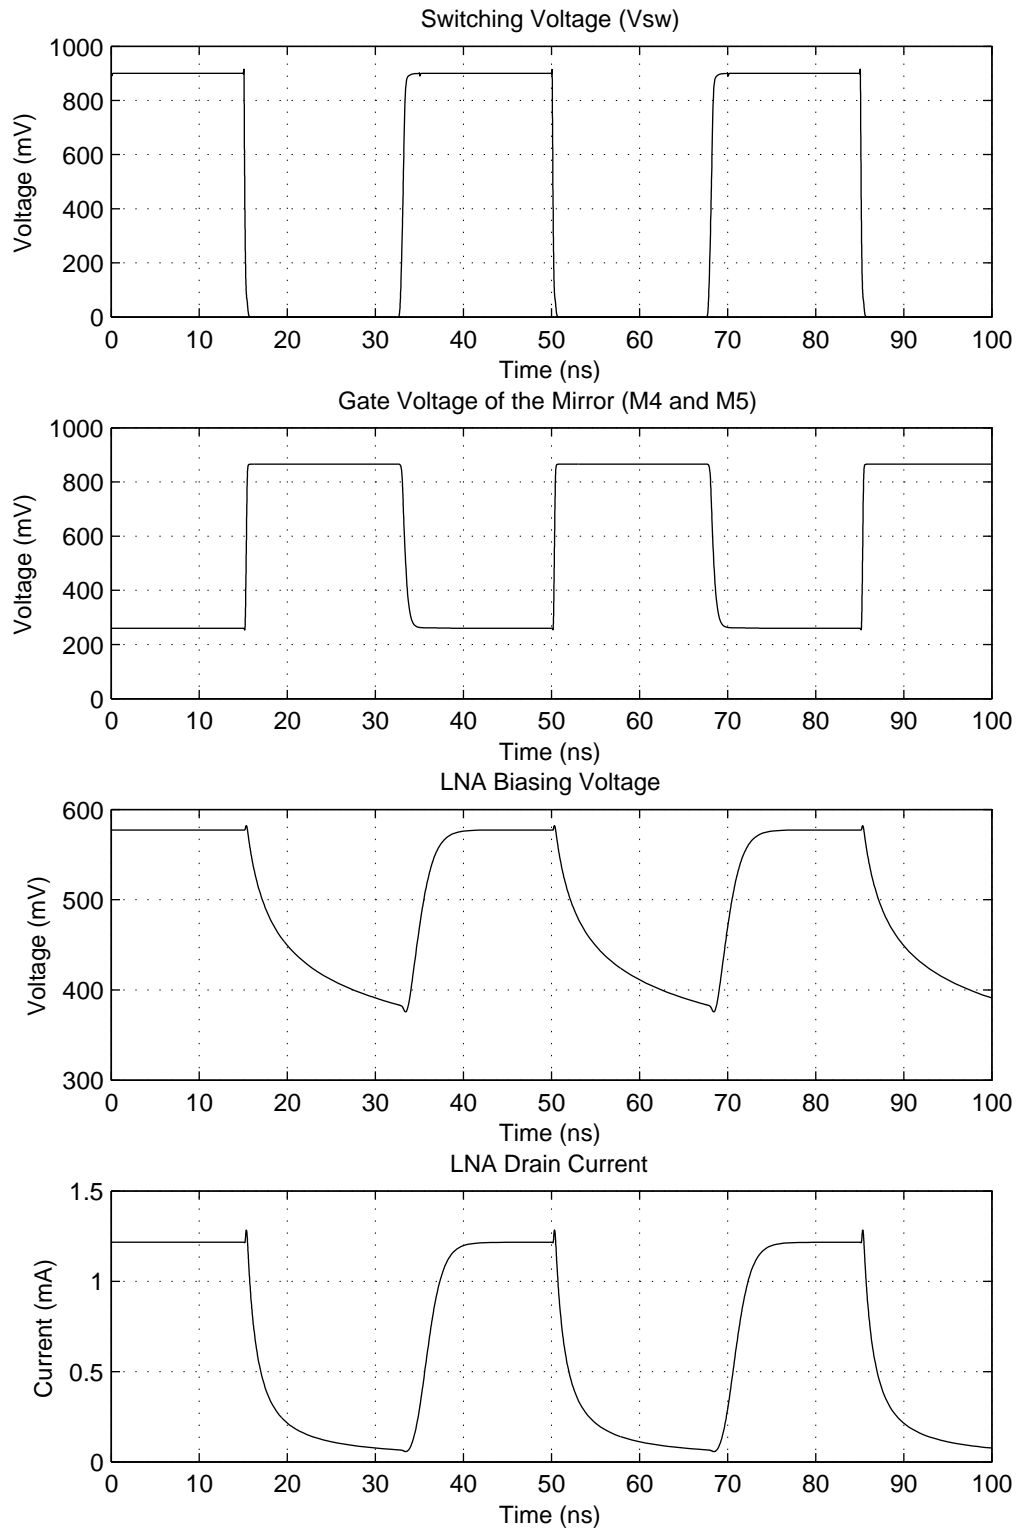 Switching Voltage (Vsw)
1000
800
600
400
200
0
Voltage (mV)
0 10 20 30 40 50 60 70 80 90 100
Time (ns)
Gate Voltage of the Mirror (M4 and M5)
1000
800
600
400
200
0
Voltage (mV)
0 10 20 30 40 50 60 70 80 90 100
Time (ns)
LNA Biasing Voltage
600
500
400
300
Voltage (mV)
0 10 20 30 40 50 60 70 80 90 100
Time (ns)
LNA Drain Current
1.5
1
0.5
0
Current (mA)
0 10 20 30 40 50 60 70 80 90 100
Time (ns)